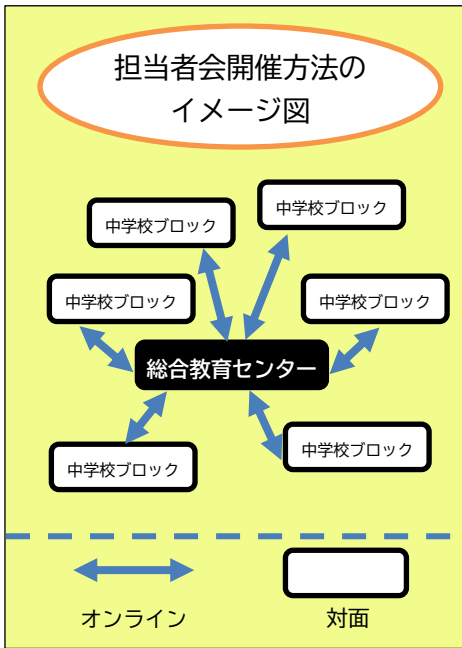 担当者会開催方法の
イメージ図
中学校ブロック
中学校ブロック
中学校ブロック
中学校ブロック
総合教育センター
中学校ブロック
中学校ブロック
オンライン
対面